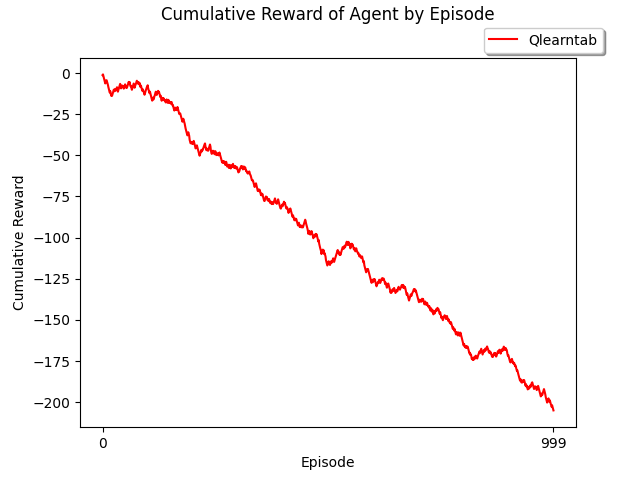 Cumulative Reward of Agent by Episode
Qlearntab
0
−25
−50
−75
−100
−125
−150
−175
−200
Cumulative Reward
0 999
Episode